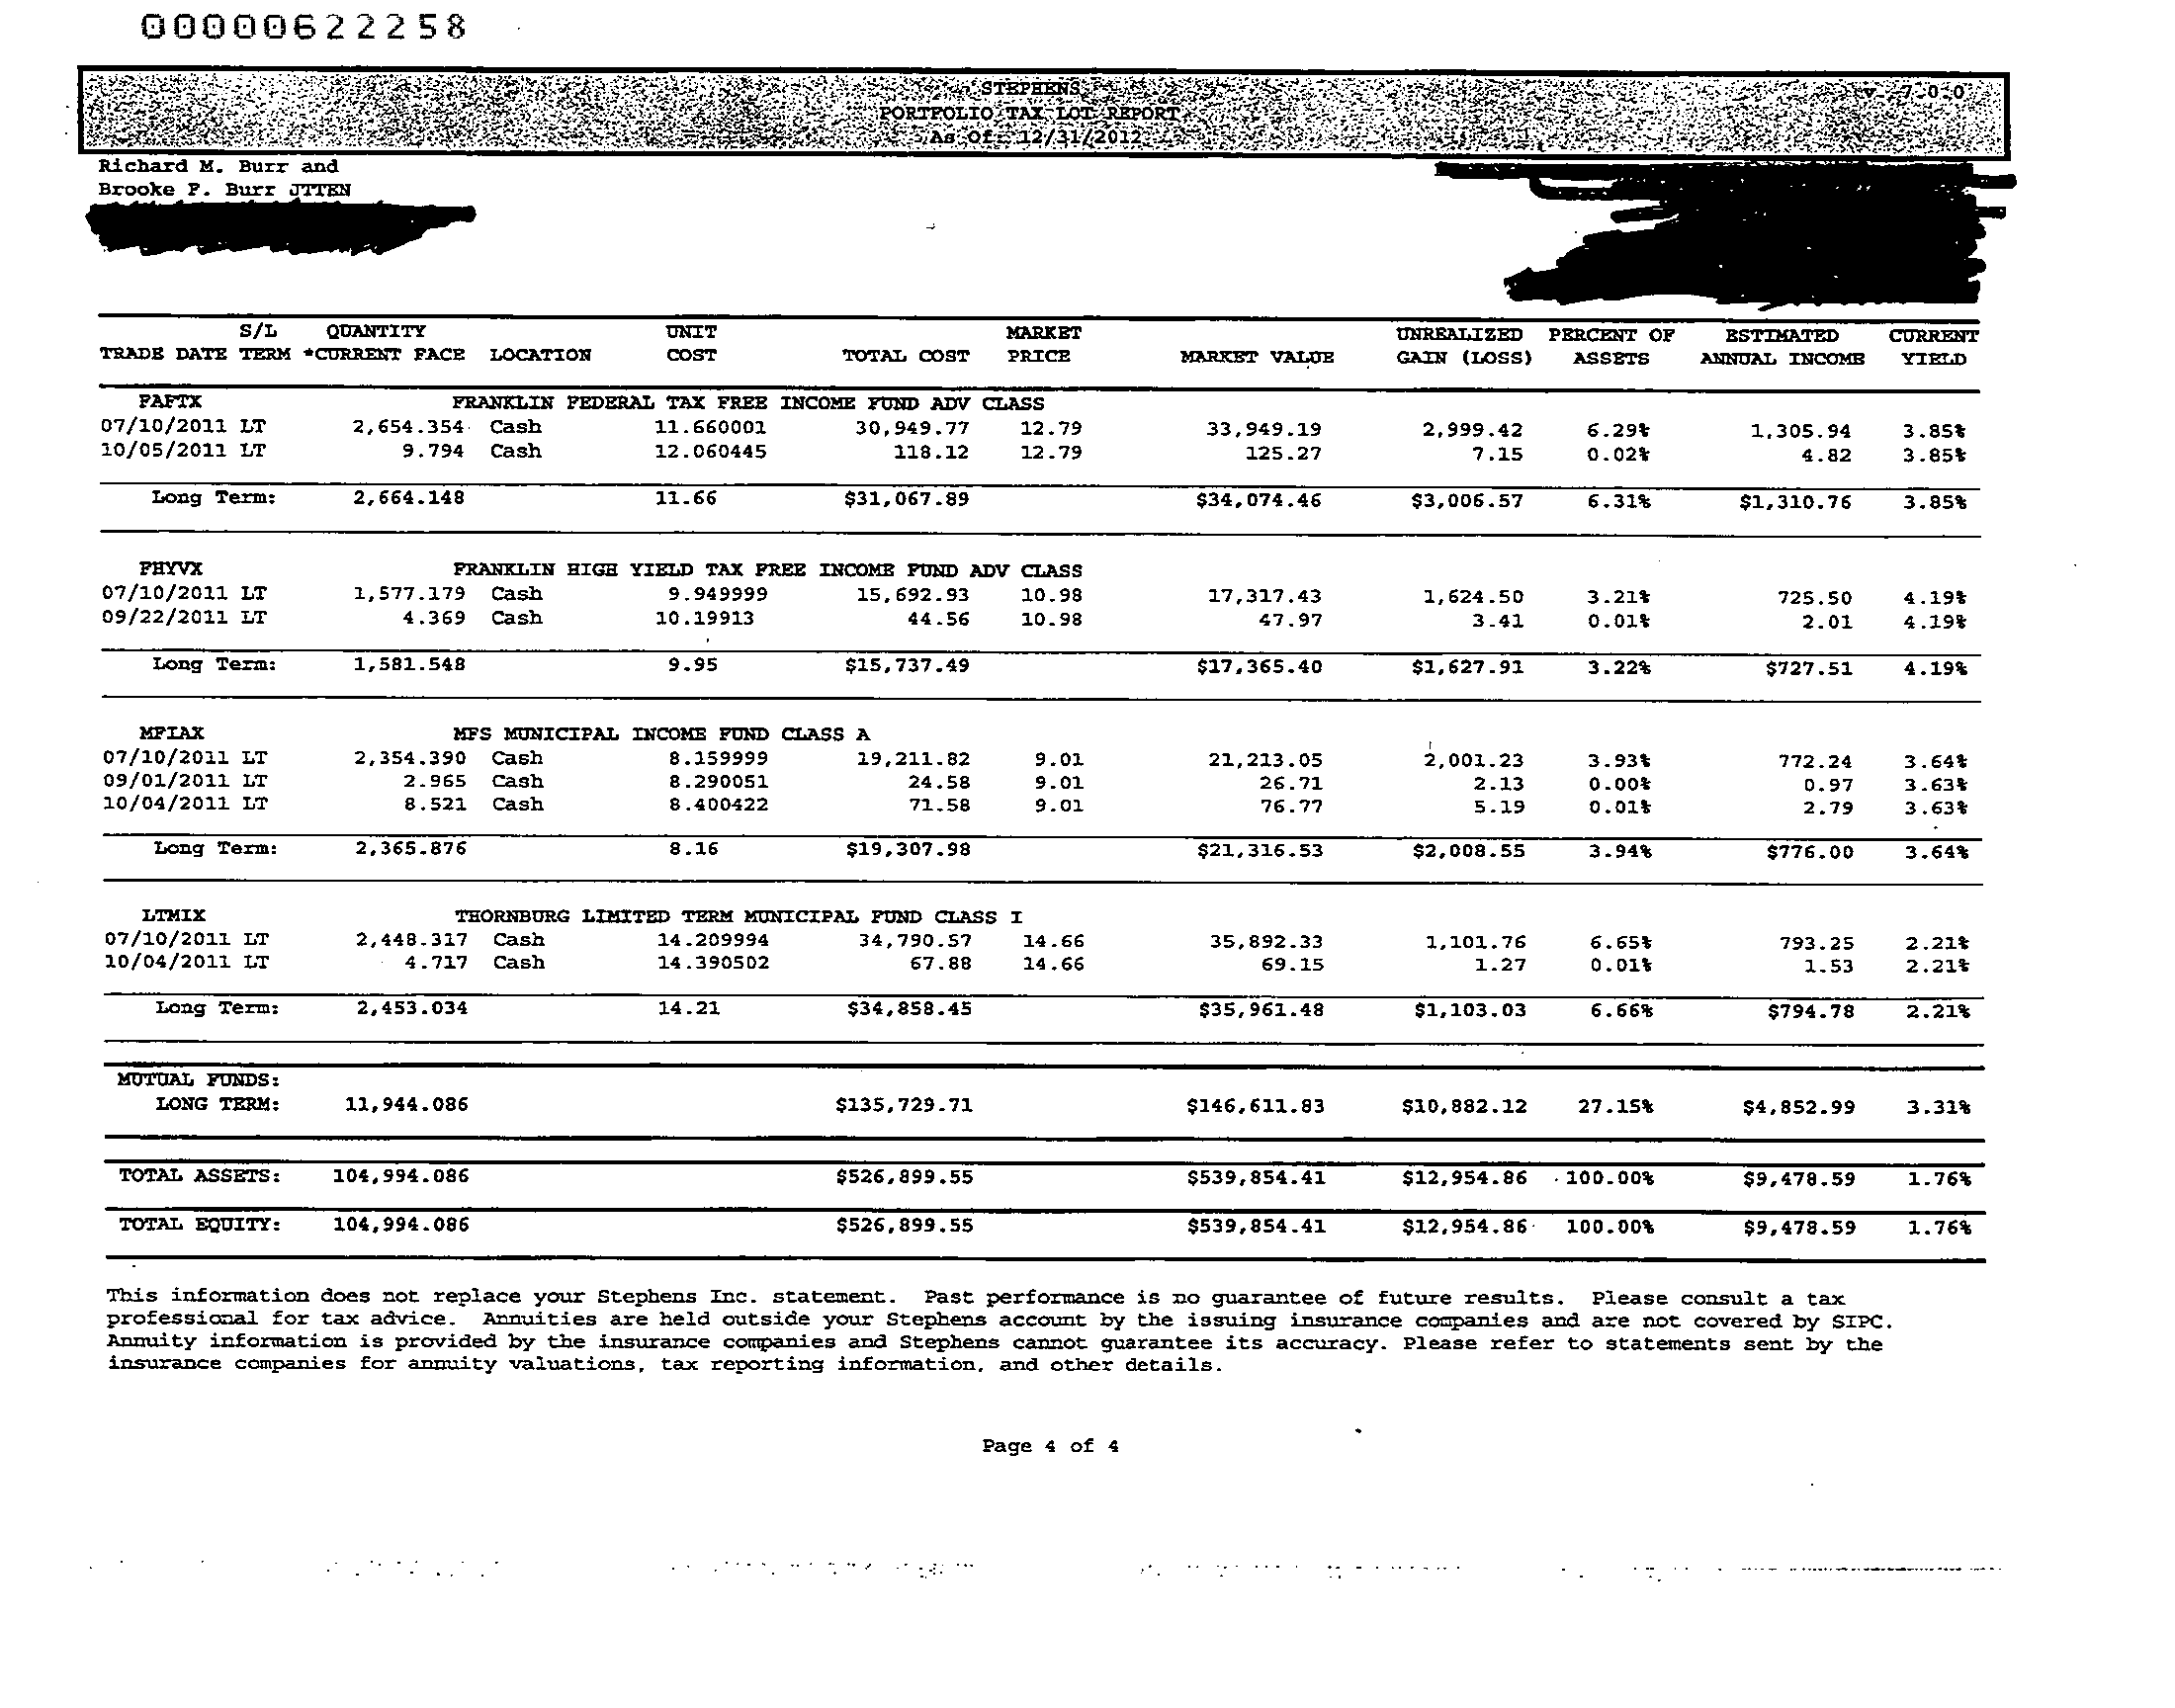 00000622258
STEPHENS
PORTFOLIO TAX LOT REPORT v. 7.0.0
As Of: 12/31/2012
Richard M. Burr and
Brooke F. Burr JTTEN
S/L QUANTITY UNIT MARKET UNREALIZED PERCENT OF ESTIMATED CURRENT
TRADE DATE TERM *CURRENT FACE LOCATION COST TOTAL COST PRICE MARKET VALUE GAIN (LOSS) ASSETS ANNUAL INCOME YIELD
FAFTX FRANKLIN FEDERAL TAX FREE INCOME FUND ADV CLASS
07/10/2011 LT 2,654.354 Cash 11.660001 30,949.77 12.79 33,949.19 2,999.42 6.29% 1,305.94 3.85%
10/05/2011 LT 9.794 Cash 12.060445 118.12 12.79 125.27 7.15 0.02% 4.82 3.85%
Long Term: 2,664.148 11.66 $31,067.89 $34,074.46 $3,006.57 6.31% $1,310.76 3.85%
FHYVX FRANKLIN HIGH YIELD TAX FREE INCOME FUND ADV CLASS
07/10/2011 LT 1,577.179 Cash 9.949999 15,692.93 10.98 17,317.43 1,624.50 3.21% 725.50 4.19%
09/22/2011 LT 4.369 Cash 10.19913 44.56 10.98 47.97 3.41 0.01% 2.01 4.19%
Long Term: 1,581.548 9.95 $15,737.49 $17,365.40 $1,627.91 3.22% $727.51 4.19%
MFIAX MFS MUNICIPAL INCOME FUND CLASS A
07/10/2011 LT 2,354.390 Cash 8.159999 19,211.82 9.01 21,213.05 2,001.23 3.93% 772.24 3.64%
09/01/2011 LT 2.965 Cash 8.290051 24.58 9.01 26.71 2.13 0.00% 0.97 3.63%
10/04/2011 LT 8.521 Cash 8.400422 71.58 9.01 76.77 5.19 0.01% 2.79 3.63%
Long Term: 2,365.876 8.16 $19,307.98 $21,316.53 $2,008.55 3.94% $776.00 3.64%
LTMIX THORNBURG LIMITED TERM MUNICIPAL FUND CLASS I
07/10/2011 LT 2,448.317 Cash 14.209994 34,790.57 14.66 35,892.33 1,101.76 6.65% 793.25 2.21%
10/04/2011 LT 4.717 Cash 14.390502 67.88 14.66 69.15 1.27 0.01% 1.53 2.21%
Long Term: 2,453.034 14.21 $34,858.45 $35,961.48 $1,103.03 6.66% $794.78 2.21%
MUTUAL FUNDS:
LONG TERM: 11,944.086 $135,729.71 $146,611.83 $10,882.12 27.15% $4,852.99 3.31%
TOTAL ASSETS: 104,994.086 $526,899.55 $539,854.41 $12,954.86 100.00% $9,478.59 1.76%
TOTAL EQUITY: 104,994.086 $526,899.55 $539,854.41 $12,954.86 100.00% $9,478.59 1.76%
This information does not replace your Stephens Inc. statement. Past performance is no guarantee of future results. Please consult a tax
professional for tax advice. Annuities are held outside your Stephens account by the issuing insurance companies and are not covered by SIPC.
Annuity information is provided by the insurance companies and Stephens cannot guarantee its accuracy. Please refer to statements sent by the
insurance companies for annuity valuations, tax reporting information, and other details.
Page 4 of 4